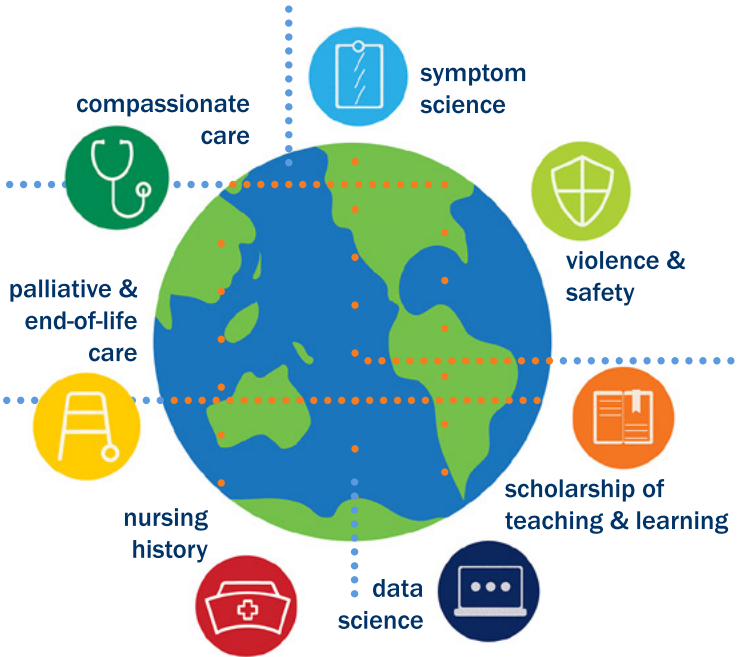 symptom
science
compassionate
care
violence &
safety
palliative &
end-of-life
care
scholarship of
teaching & learning
nursing
history
data
science